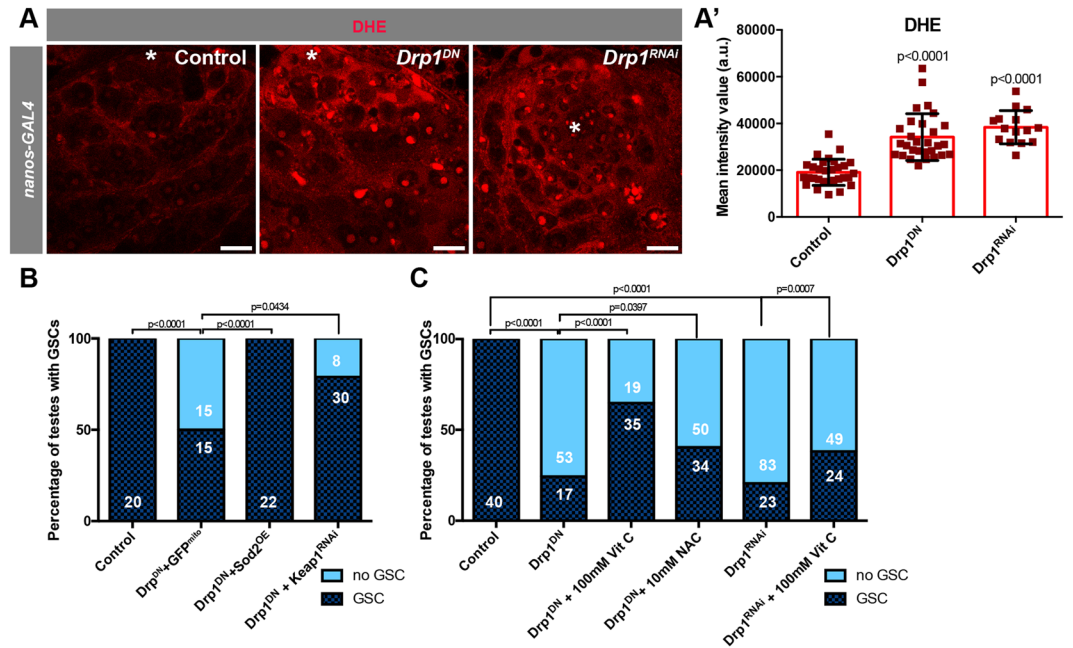 A
DHE
nanos-GAL4
* Control
* Drp1ᴰᴺ
Drp1ᴿᴺᴬⁱ
*
A'
DHE
Mean intensity value (a.u.)
80000
60000
40000
20000
0
p<0.0001
p<0.0001
Control
Drp1ᴰᴺ
Drp1ᴿᴺᴬⁱ
B
Percentage of testes with GSCs
100
50
0
p=0.0434
p<0.0001 p<0.0001
20
15
15
22
8
30
Control
Drpᴰᴺ+GFPᵐⁱᵗᵒ
Drp1ᴰᴺ+Sod2ᴼᴱ
Drp1ᴰᴺ + Keap1ᴿᴺᴬⁱ
no GSC
GSC
C
Percentage of testes with GSCs
100
50
0
p<0.0001 p=0.0007
p=0.0397
p<0.0001 p<0.0001
40
53
17
19
35
50
34
83
23
49
24
Control
Drp1ᴰᴺ
Drp1ᴰᴺ + 100mM Vit C
Drp1ᴰᴺ + 10mM NAC
Drp1ᴿᴺᴬⁱ
Drp1ᴿᴺᴬⁱ + 100mM Vit C
no GSC
GSC